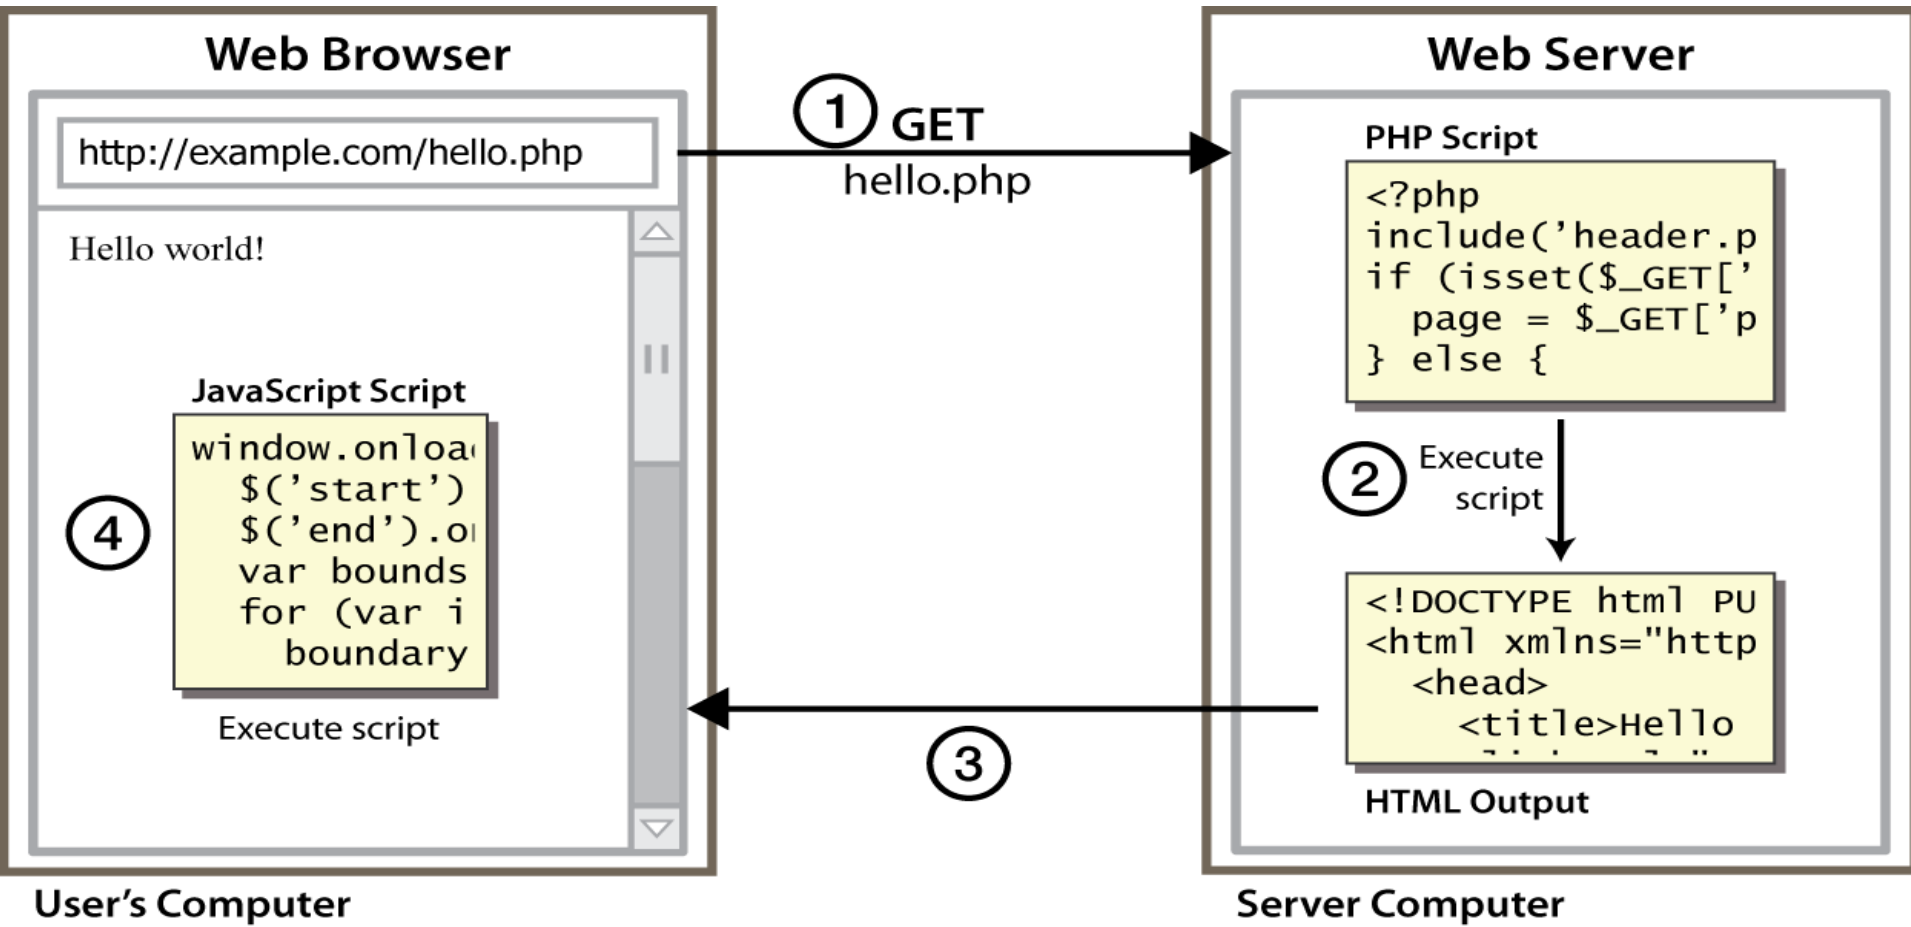 Web Browser
http://example.com/hello.php
Hello world!
JavaScript Script
window.onloa
$('start')
$('end').o
var bounds
for (var i
boundary
4
Execute script
User's Computer
1 GET
hello.php
3
Web Server
PHP Script
<?php
include('header.p
if (isset($_GET['
page = $_GET['p
} else {
2 Execute
script
<!DOCTYPE html PU
<html xmlns="http
<head>
<title>Hello
HTML Output
Server Computer